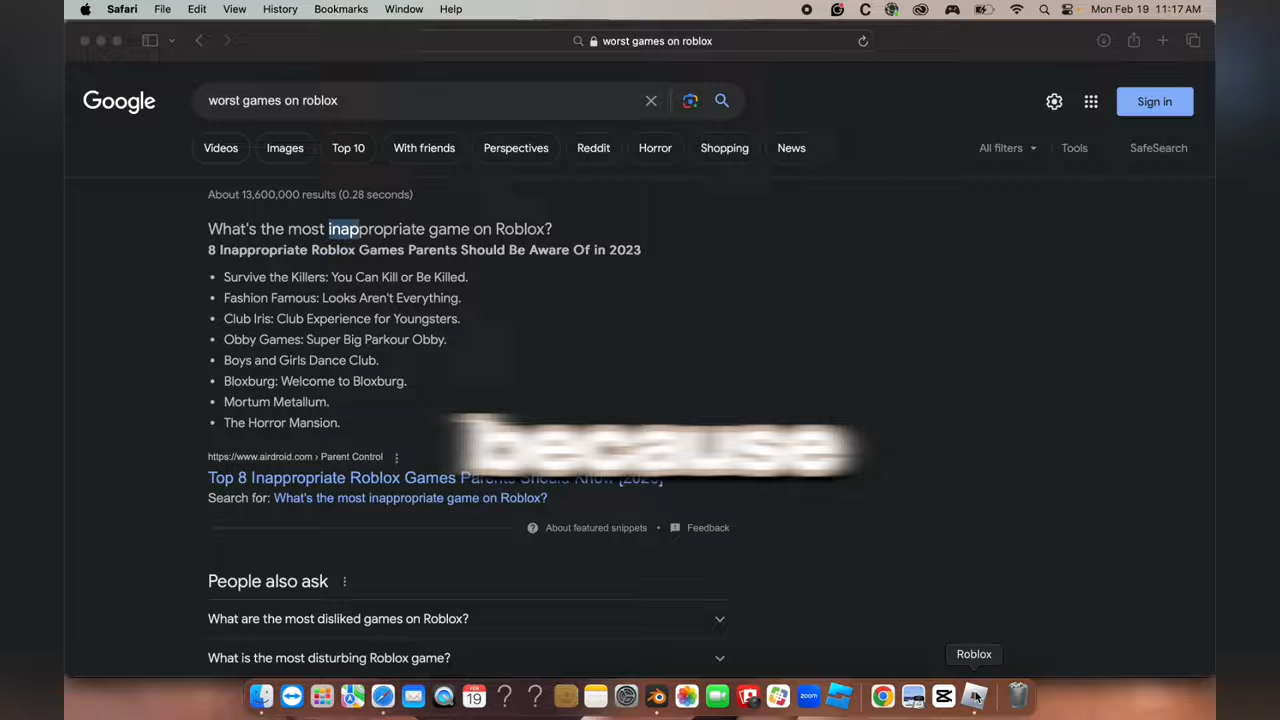 Safari File Edit View History Bookmarks Window Help Mon Feb 19 11:17 AM
worst games on roblox
Google worst games on roblox Sign in
Videos Images Top 10 With friends Perspectives Reddit Horror Shopping News All filters Tools SafeSearch
About 13,600,000 results (0.28 seconds)
What's the most inappropriate game on Roblox?
8 Inappropriate Roblox Games Parents Should Be Aware Of in 2023
• Survive the Killers: You Can Kill or Be Killed.
• Fashion Famous: Looks Aren't Everything.
• Club Iris: Club Experience for Youngsters.
• Obby Games: Super Big Parkour Obby.
• Boys and Girls Dance Club.
• Bloxburg: Welcome to Bloxburg.
• Mortum Metallum.
• The Horror Mansion.
because
https://www.airdroid.com › Parent Control
Top 8 Inappropriate Roblox Games Parents Should Know
Search for: What's the most inappropriate game on Roblox?
About featured snippets • Feedback
People also ask
What are the most disliked games on Roblox?
What is the most disturbing Roblox game?
Roblox
FEB
19
zoom